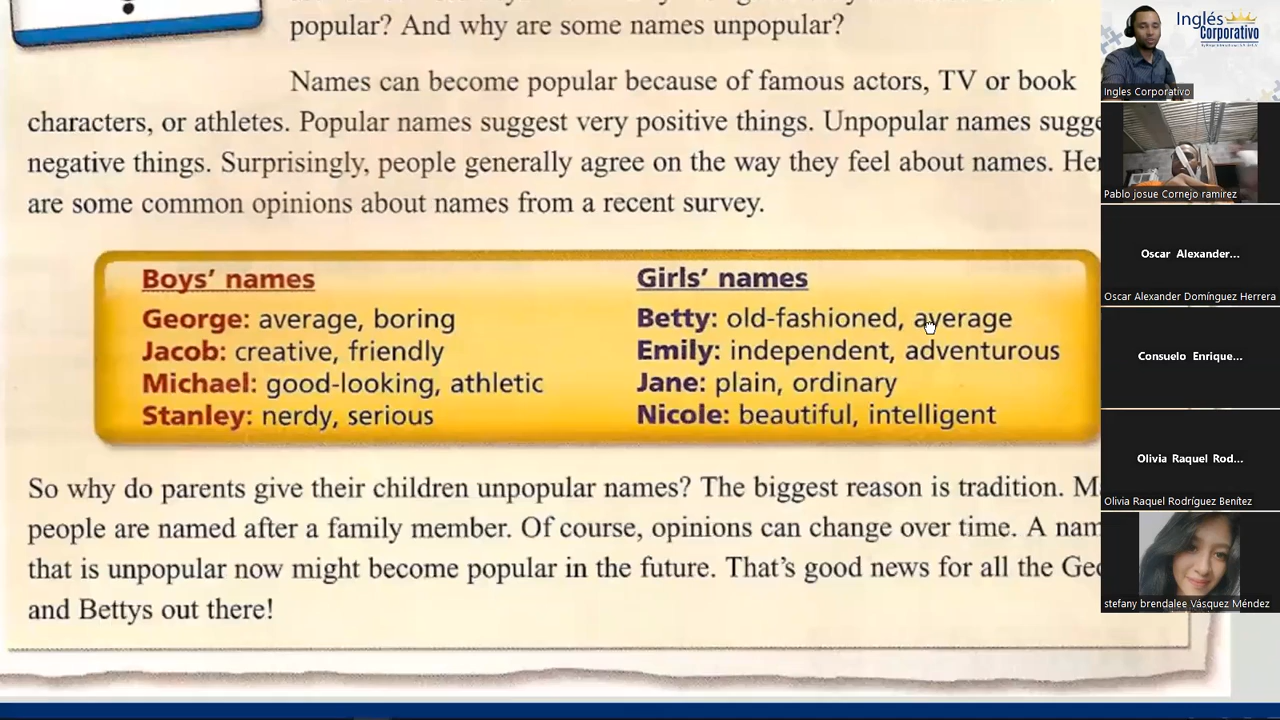 popular? And why are some names unpopular?
Names can become popular because of famous actors, TV or book
characters, or athletes. Popular names suggest very positive things. Unpopular names sugge
negative things. Surprisingly, people generally agree on the way they feel about names. Her
are some common opinions about names from a recent survey.
Boys' names
George: average, boring
Jacob: creative, friendly
Michael: good-looking, athletic
Stanley: nerdy, serious
Girls' names
Betty: old-fashioned, average
Emily: independent, adventurous
Jane: plain, ordinary
Nicole: beautiful, intelligent
So why do parents give their children unpopular names? The biggest reason is tradition. M
people are named after a family member. Of course, opinions can change over time. A nam
that is unpopular now might become popular in the future. That's good news for all the Geo
and Bettys out there!
Inglés
Corporativo
Ingles Corporativo
Pablo josue Cornejo ramirez
Oscar Alexander...
Oscar Alexander Domínguez Herrera
Consuelo Enrique...
Olivia Raquel Rod...
Olivia Raquel Rodríguez Benítez
stefany brendalee Vásquez Méndez